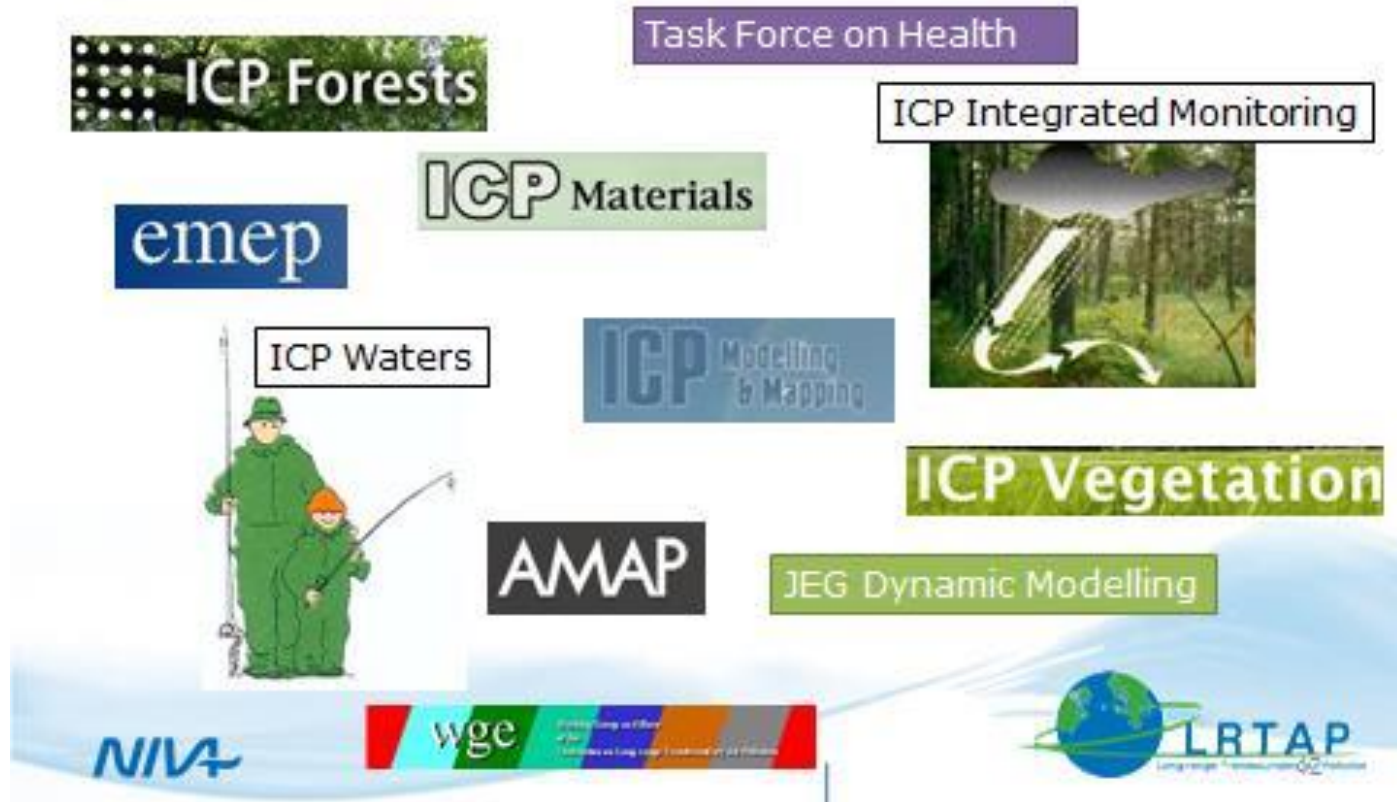 Task Force on Health
ICP Forests
ICP Integrated Monitoring
ICP Materials
emep
ICP Waters
ICP Modelling
& Mapping
ICP Vegetation
AMAP
JEG Dynamic Modelling
NIVA
wge
LRTAP